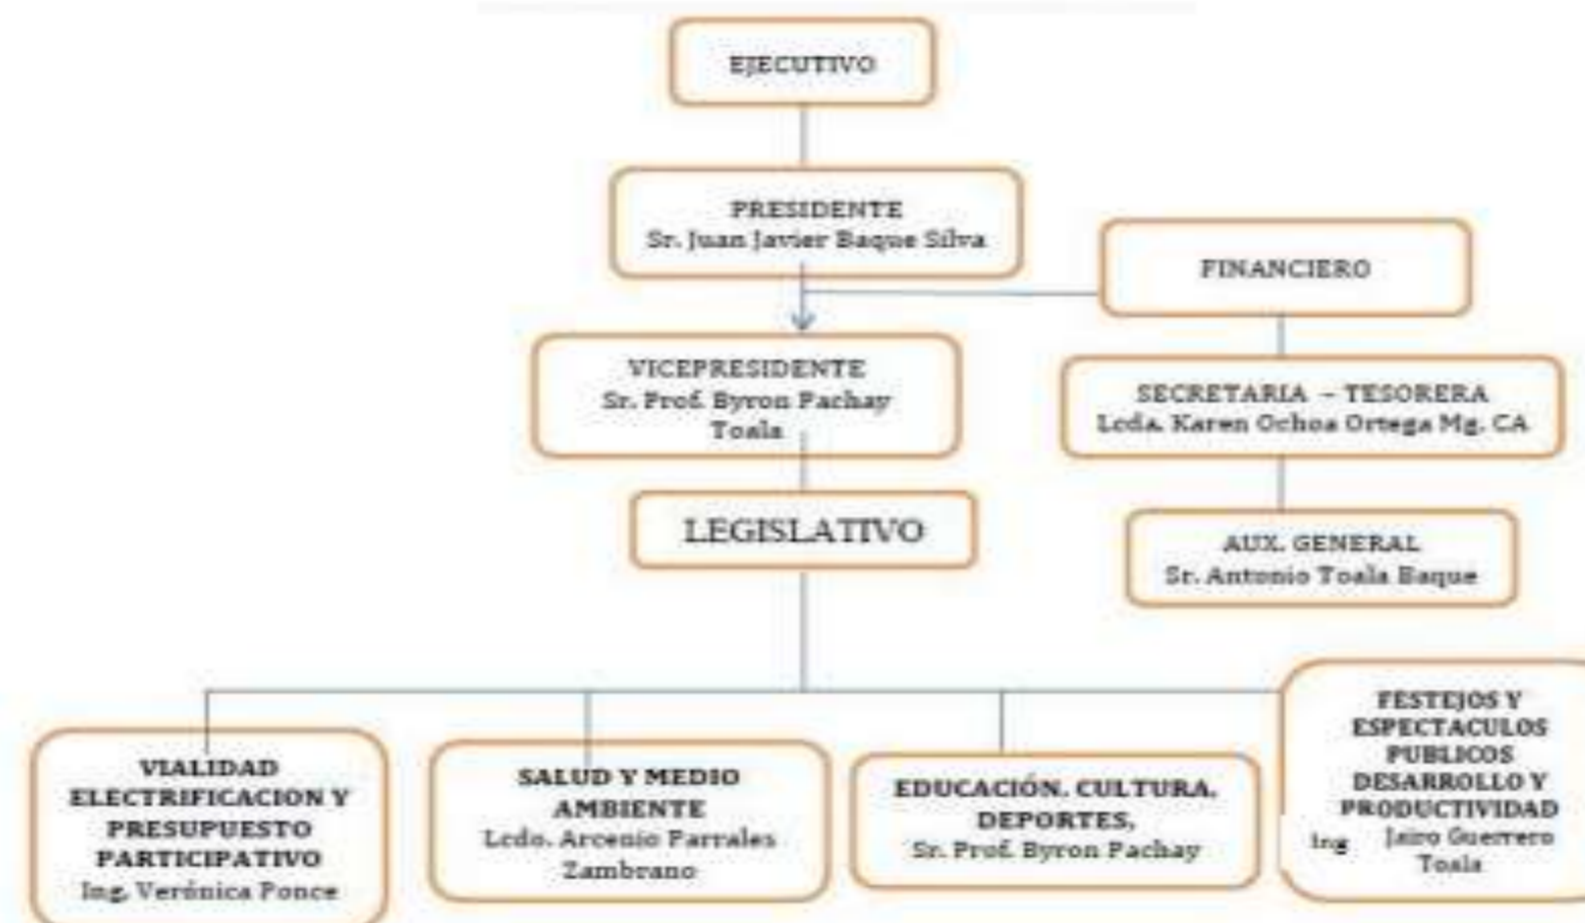 EJECUTIVO
PRESIDENTE
Sr. Juan Javier Baque Silva
FINANCIERO
VICEPRESIDENTE
Sr. Prof. Byron Pachay
Toala
SECRETARIA - TESORERA
Lcda. Karen Ochoa Ortega Mg. CA
LEGISLATIVO
AUX. GENERAL
Sr. Antonio Toala Baque
VIALIDAD
ELECTRIFICACION Y
PRESUPUESTO
PARTICIPATIVO
Ing. Verónica Ponce
SALUD Y MEDIO
AMBIENTE
Lcdo. Arcenio Parrales
Zambrano
EDUCACIÓN. CULTURA,
DEPORTES,
Sr. Prof. Byron Pachay
FESTEJOS Y
ESPECTACULOS
PUBLICOS
DESARROLLO Y
PRODUCTIVIDAD
Ing Jairo Guerrero
Toala